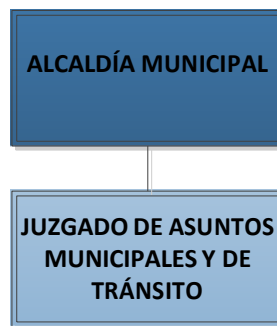 ALCALDÍA MUNICIPAL
JUZGADO DE ASUNTOS
MUNICIPALES Y DE
TRÁNSITO